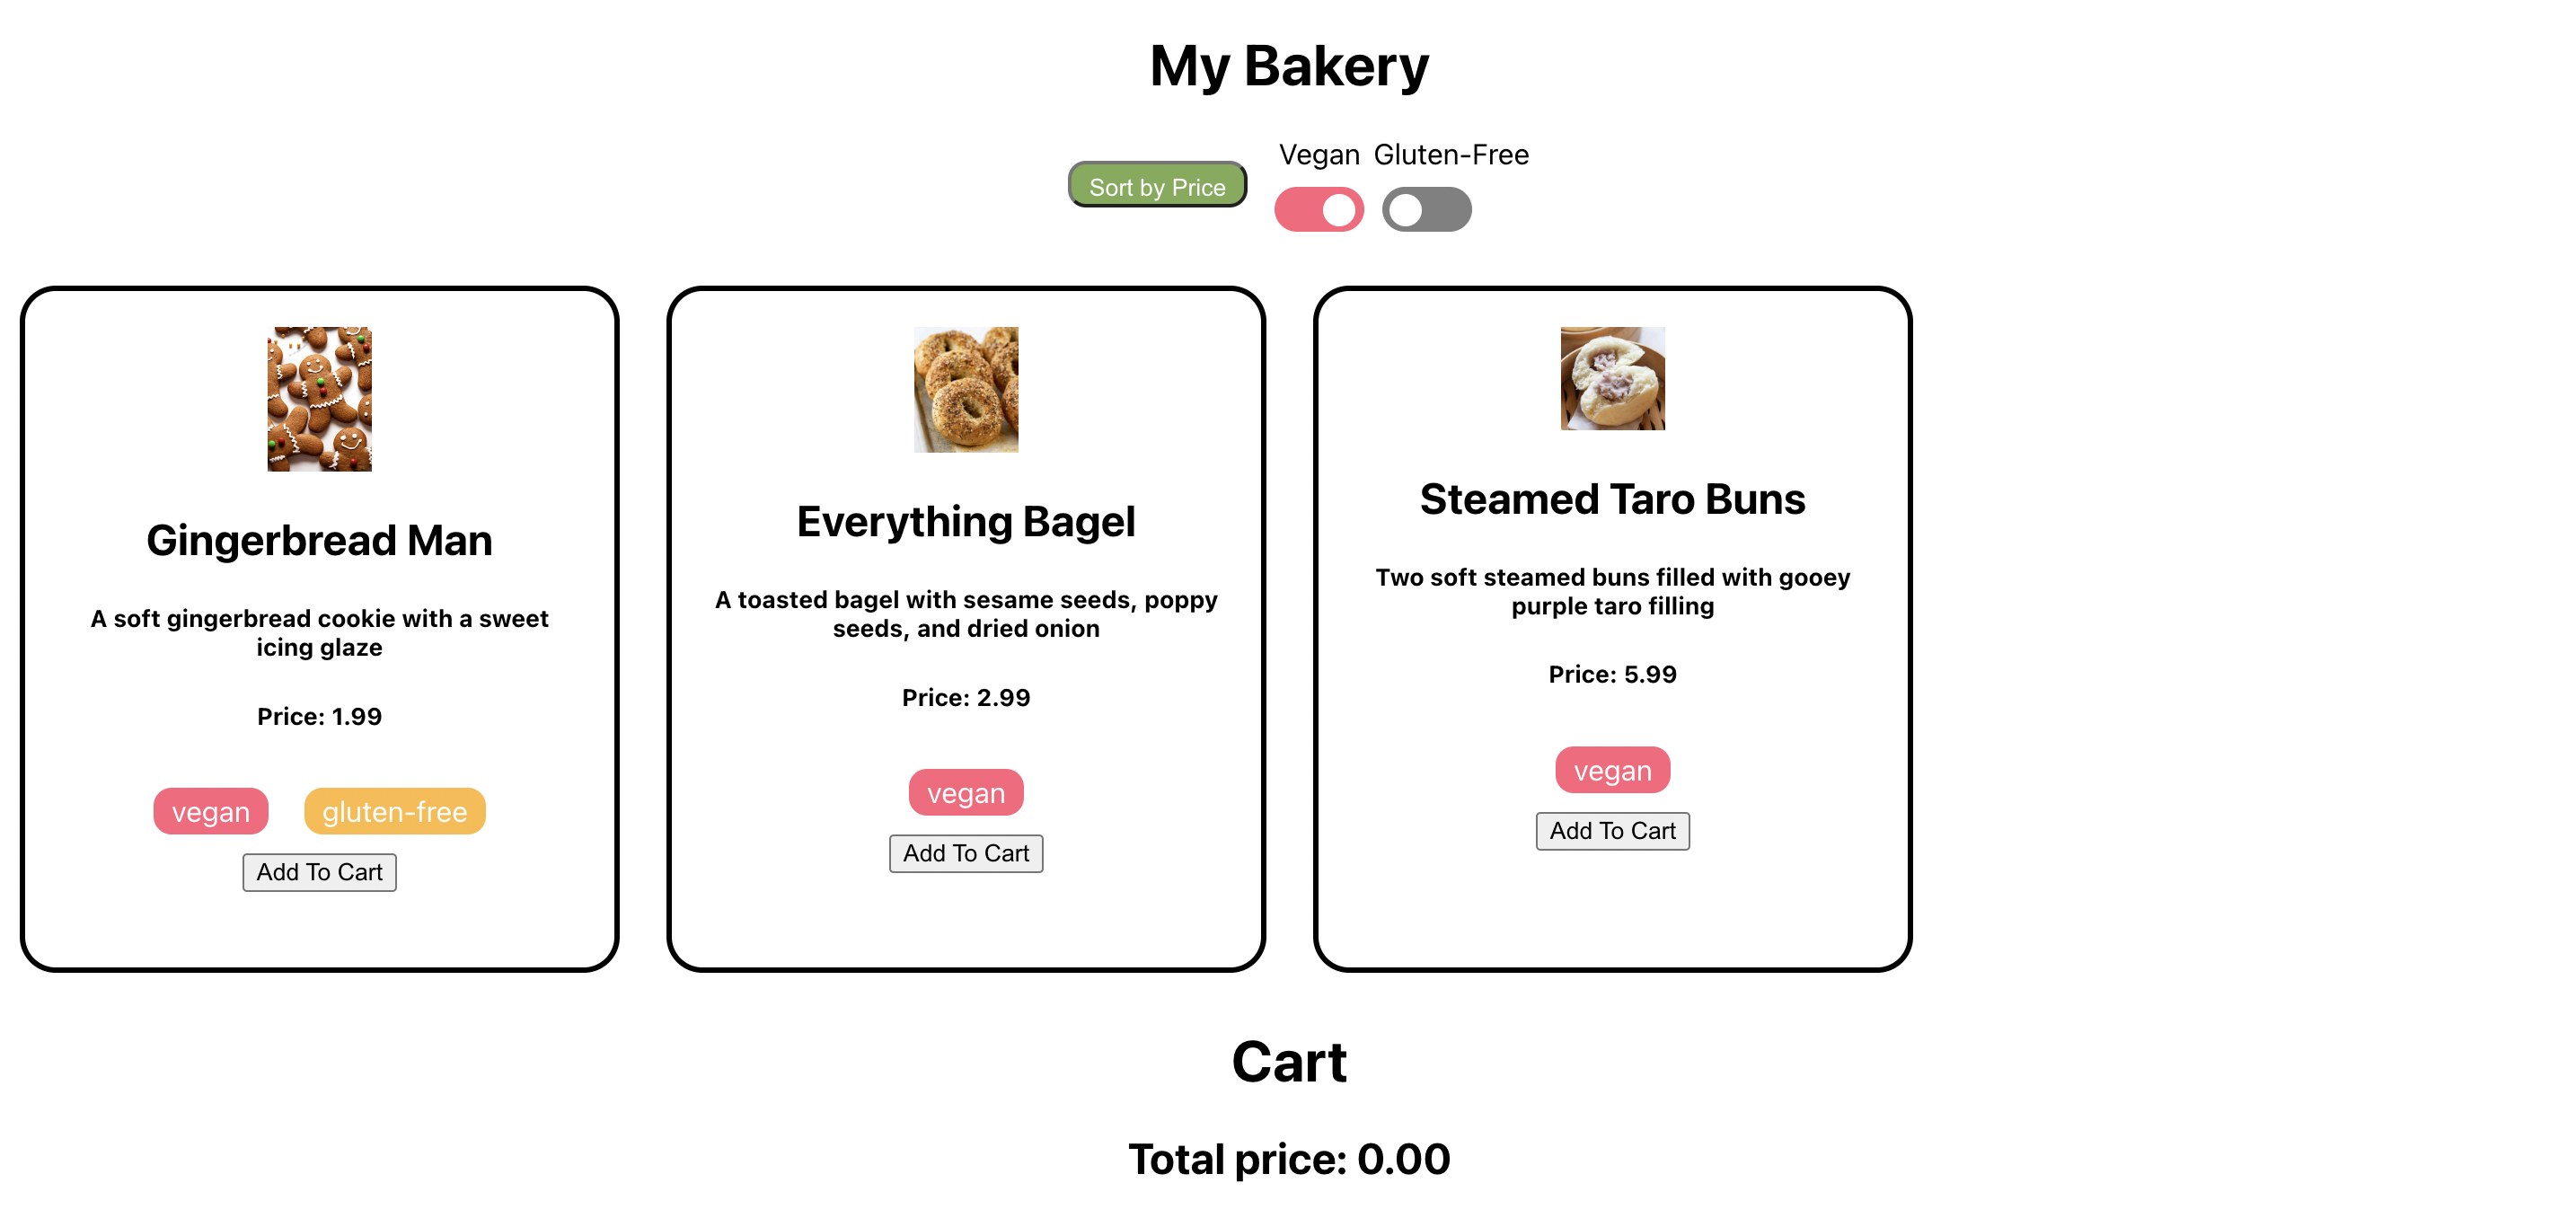 My Bakery
Sort by Price
Vegan Gluten-Free
Gingerbread Man
A soft gingerbread cookie with a sweet
icing glaze
Price: 1.99
vegan gluten-free
Add To Cart
Everything Bagel
A toasted bagel with sesame seeds, poppy
seeds, and dried onion
Price: 2.99
vegan
Add To Cart
Steamed Taro Buns
Two soft steamed buns filled with gooey
purple taro filling
Price: 5.99
vegan
Add To Cart
Cart
Total price: 0.00